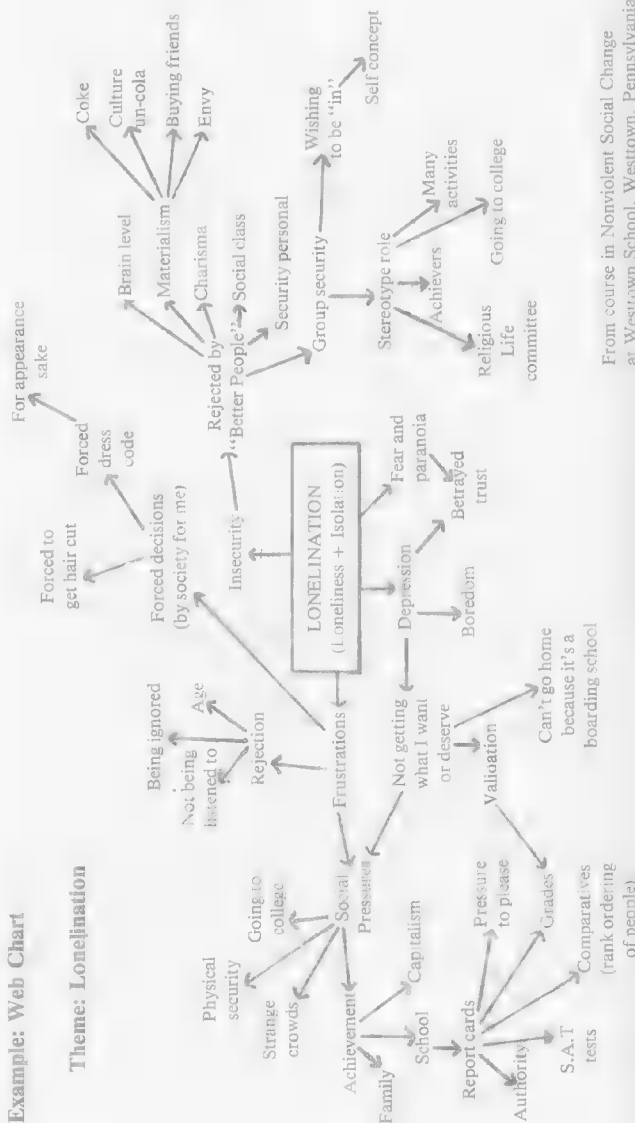 Example: Web Chart
Theme: Lonelination
Physical
security
Going to
college
Strange
crowds
Social
Pressures
Achievement
Family
School
Capitalism
Report cards
Pressure
to please
Grades
Authority
S.A.T
tests
Comparatives
(rank ordering
of people)
Being ignored
Not being
listened to
Age
Rejection
Frustrations
Not getting
what I want
or deserve
Validation
Can't go home
because it's a
boarding school
Forced to
get hair cut
Forced
dress
code
For appearance
sake
Forced decisions
(by society for me)
Insecurity
LONELINATION
(Loneliness + Isolation)
Depression
Boredom
Fear and
paranoia
Betrayed
trust
Rejected by
"Better People"
Brain level
Materialism
Charisma
Social class
Security personal
Group security
Coke
Culture
un-cola
Buying friends
Envy
Wishing
to be "in"
Self concept
Stereotype role
Religious
Life
committee
Achievers
Many
activities
Going to college
From course in Nonviolent Social Change
at Westtown School, Westtown, Pennsylvania